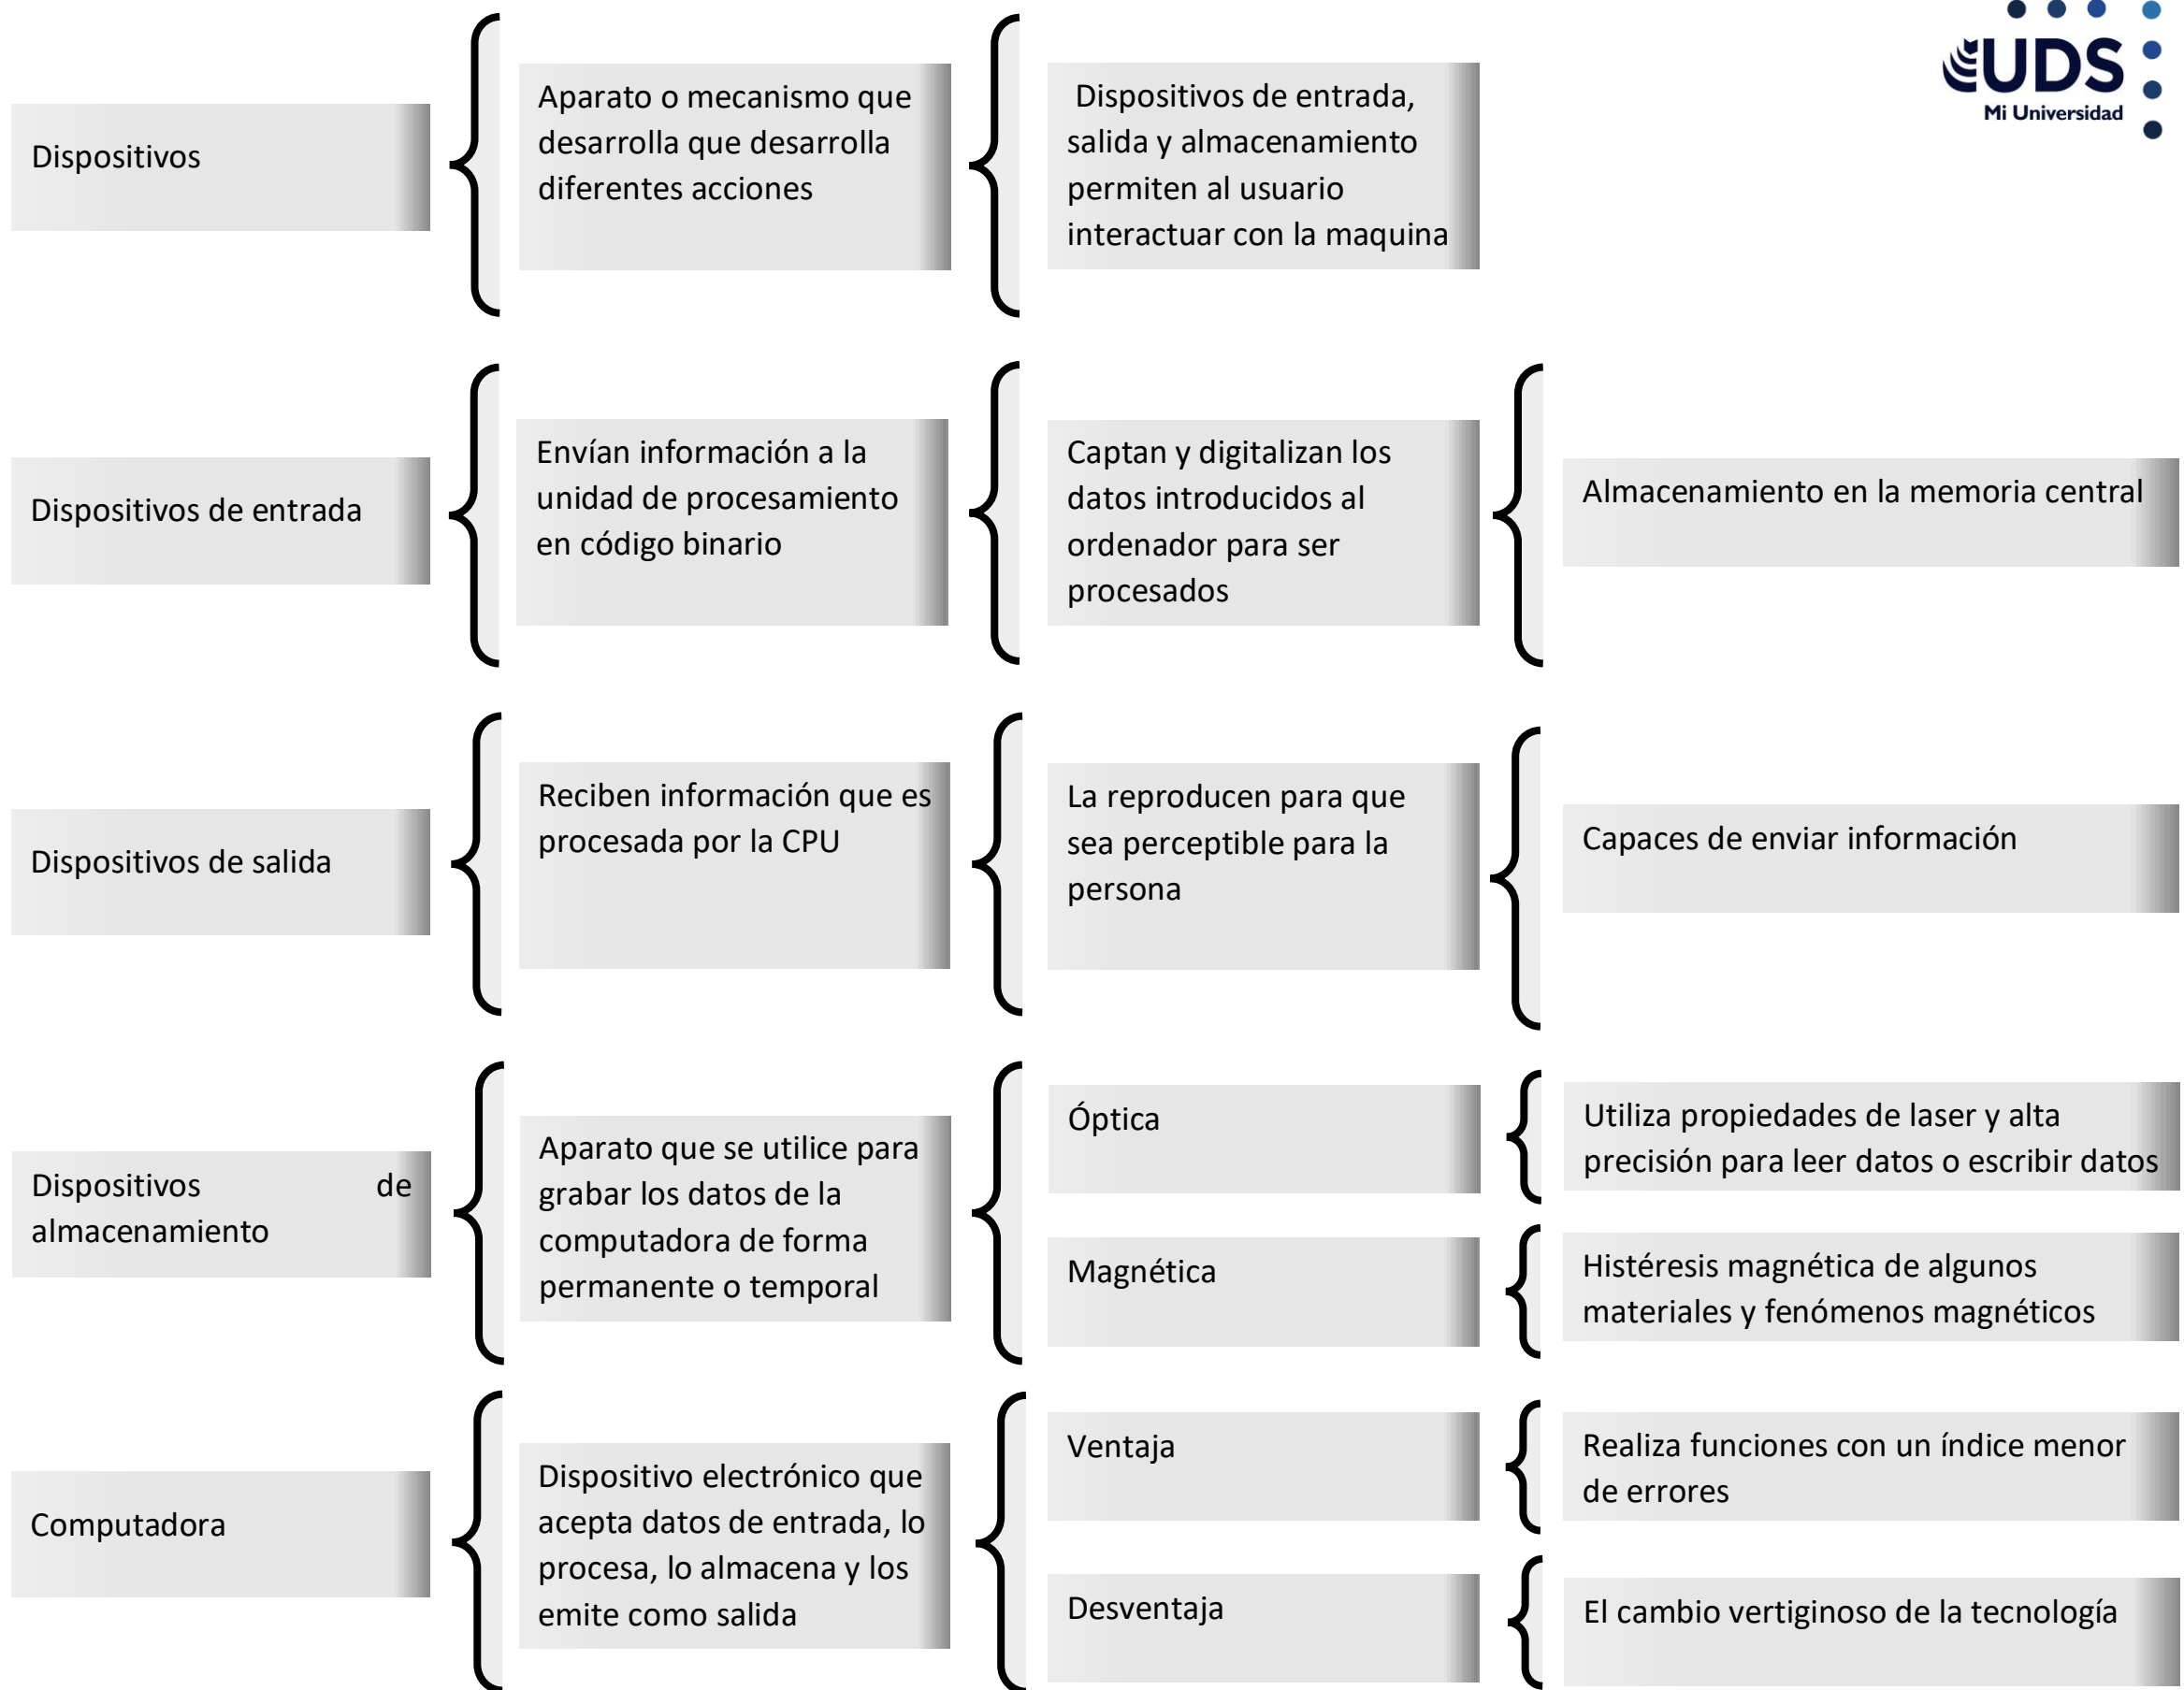 UDS
Mi Universidad
Dispositivos
Aparato o mecanismo que
desarrolla que desarrolla
diferentes acciones
Dispositivos de entrada,
salida y almacenamiento
permiten al usuario
interactuar con la maquina
Dispositivos de entrada
Envían información a la
unidad de procesamiento
en código binario
Captan y digitalizan los
datos introducidos al
ordenador para ser
procesados
Almacenamiento en la memoria central
Dispositivos de salida
Reciben información que es
procesada por la CPU
La reproducen para que
sea perceptible para la
persona
Capaces de enviar información
Dispositivos de
almacenamiento
Aparato que se utilice para
grabar los datos de la
computadora de forma
permanente o temporal
Óptica
Utiliza propiedades de laser y alta
precisión para leer datos o escribir datos
Magnética
Histéresis magnética de algunos
materiales y fenómenos magnéticos
Computadora
Dispositivo electrónico que
acepta datos de entrada, lo
procesa, lo almacena y los
emite como salida
Ventaja
Realiza funciones con un índice menor
de errores
Desventaja
El cambio vertiginoso de la tecnología